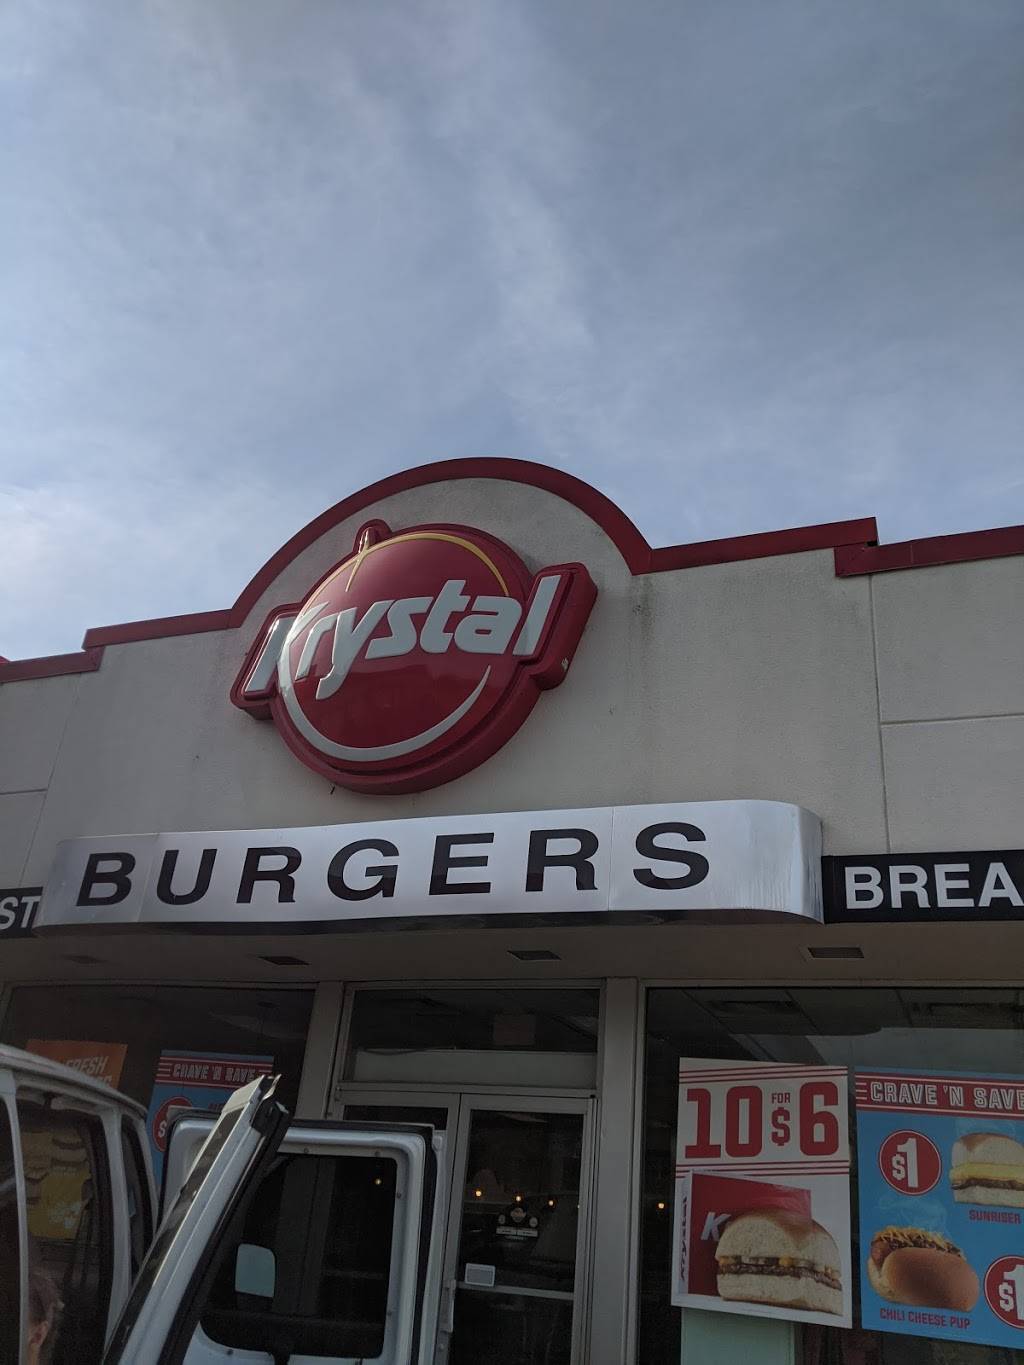 Krystal
BURGERS
ST
BREA
FRESH
CRAVE 'N SAVE
10 FOR $6
CRAVE 'N SAVE
$1
SUNRISER
CHILI CHEESE PUP
$1
K